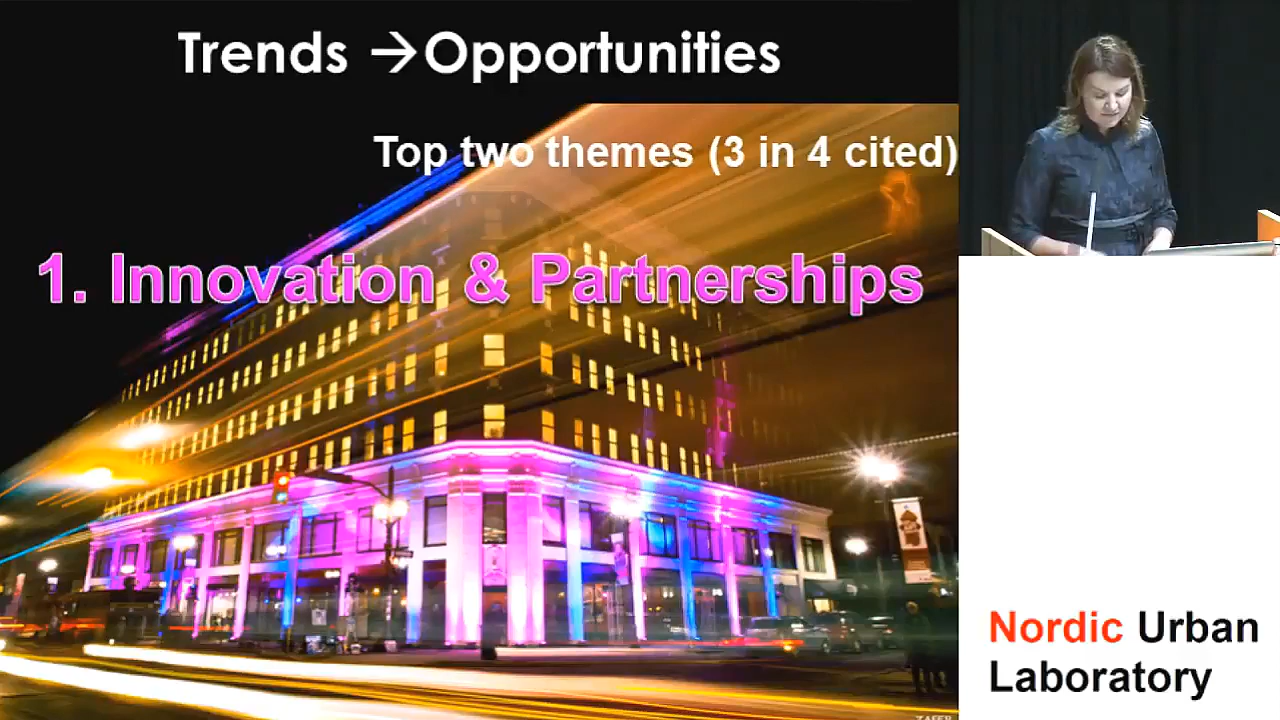 Trends →Opportunities
Top two themes (3 in 4 cited)
1. Innovation & Partnerships
Nordic Urban
Laboratory